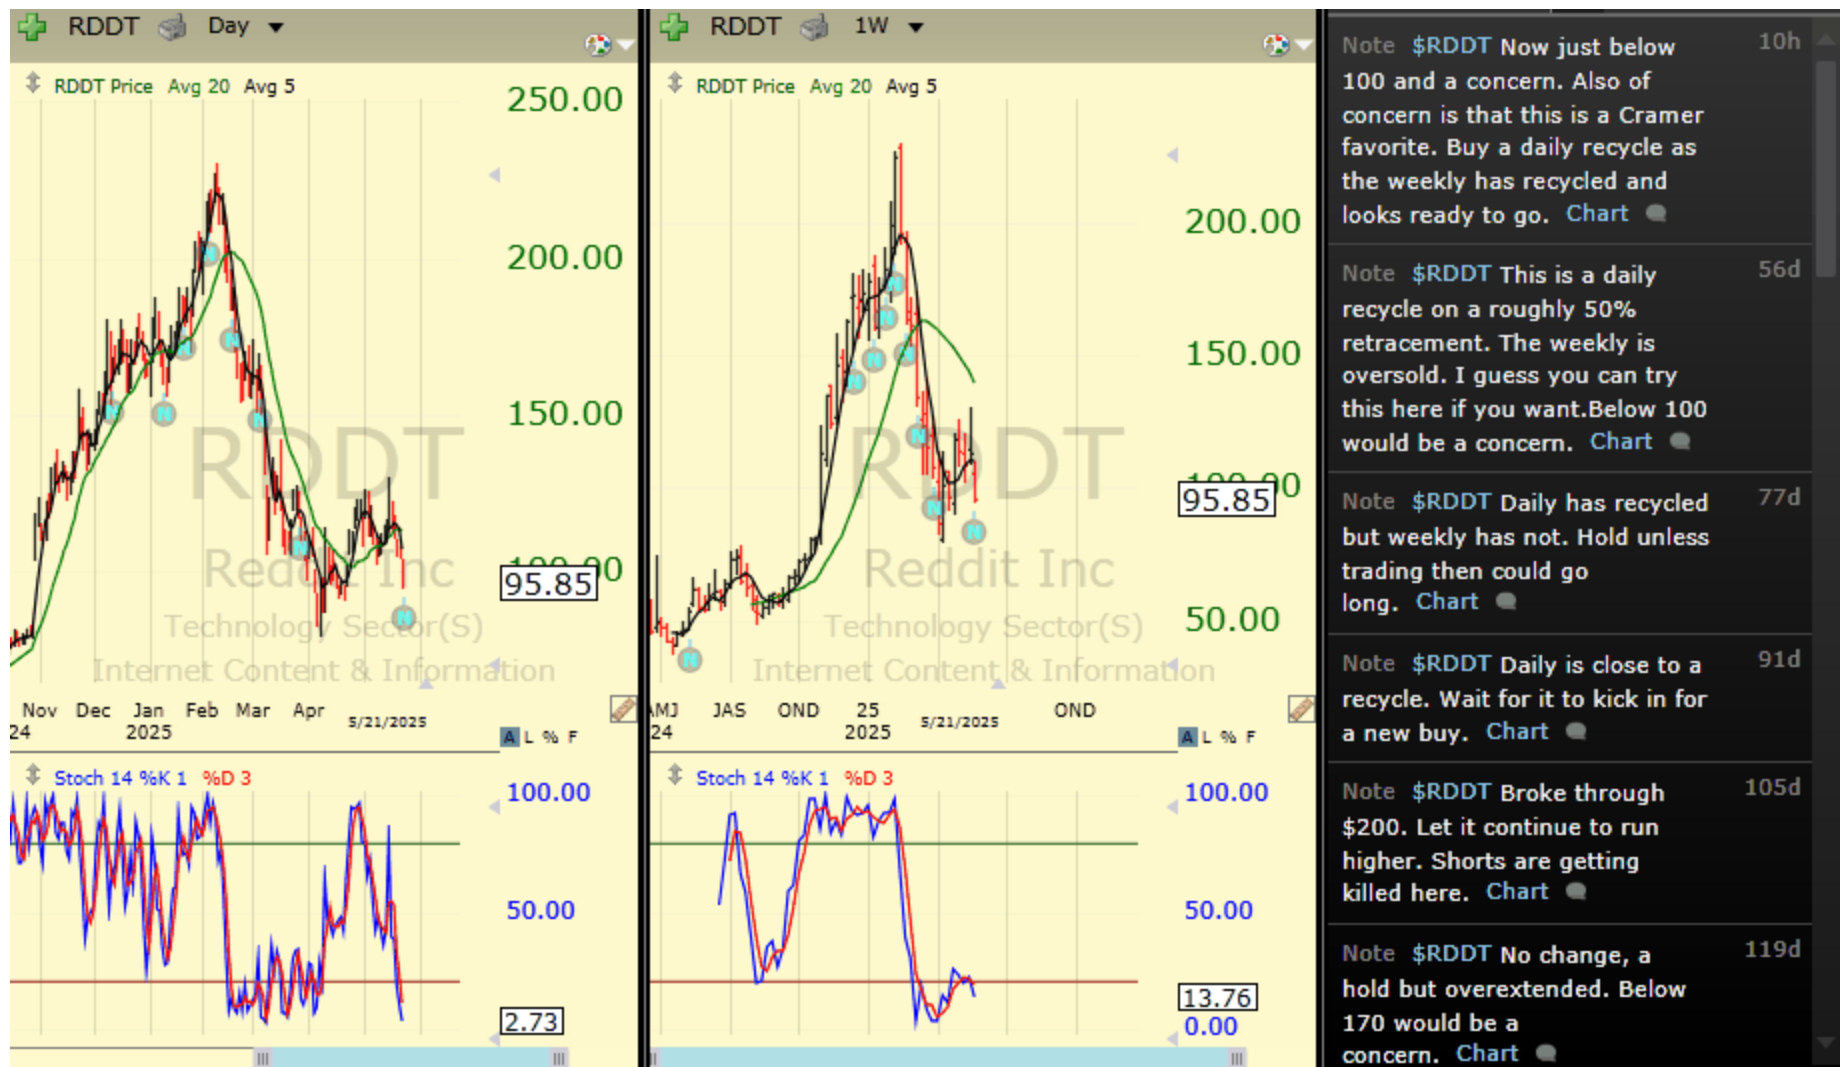 RDDT Day
RDDT Price Avg 20 Avg 5
250.00
200.00
150.00
100.00
95.85
RDDT
Reddit Inc
Technology Sector(S)
Internet Content & Information
Nov Dec Jan Feb Mar Apr 5/21/2025
24 2025
A L % F
Stoch 14 %K 1 %D 3
100.00
50.00
2.73
RDDT 1W
RDDT Price Avg 20 Avg 5
200.00
150.00
100.00
95.85
50.00
RDDT
Reddit Inc
Technology Sector(S)
Internet Content & Information
AMJ JAS OND 25 5/21/2025 OND
24 2025
A L % F
Stoch 14 %K 1 %D 3
100.00
50.00
13.76
0.00
Note $RDDT Now just below 10h
100 and a concern. Also of
concern is that this is a Cramer
favorite. Buy a daily recycle as
the weekly has recycled and
looks ready to go. Chart
Note $RDDT This is a daily 56d
recycle on a roughly 50%
retracement. The weekly is
oversold. I guess you can try
this here if you want.Below 100
would be a concern. Chart
Note $RDDT Daily has recycled 77d
but weekly has not. Hold unless
trading then could go
long. Chart
Note $RDDT Daily is close to a 91d
recycle. Wait for it to kick in for
a new buy. Chart
Note $RDDT Broke through 105d
$200. Let it continue to run
higher. Shorts are getting
killed here. Chart
Note $RDDT No change, a 119d
hold but overextended. Below
170 would be a
concern. Chart